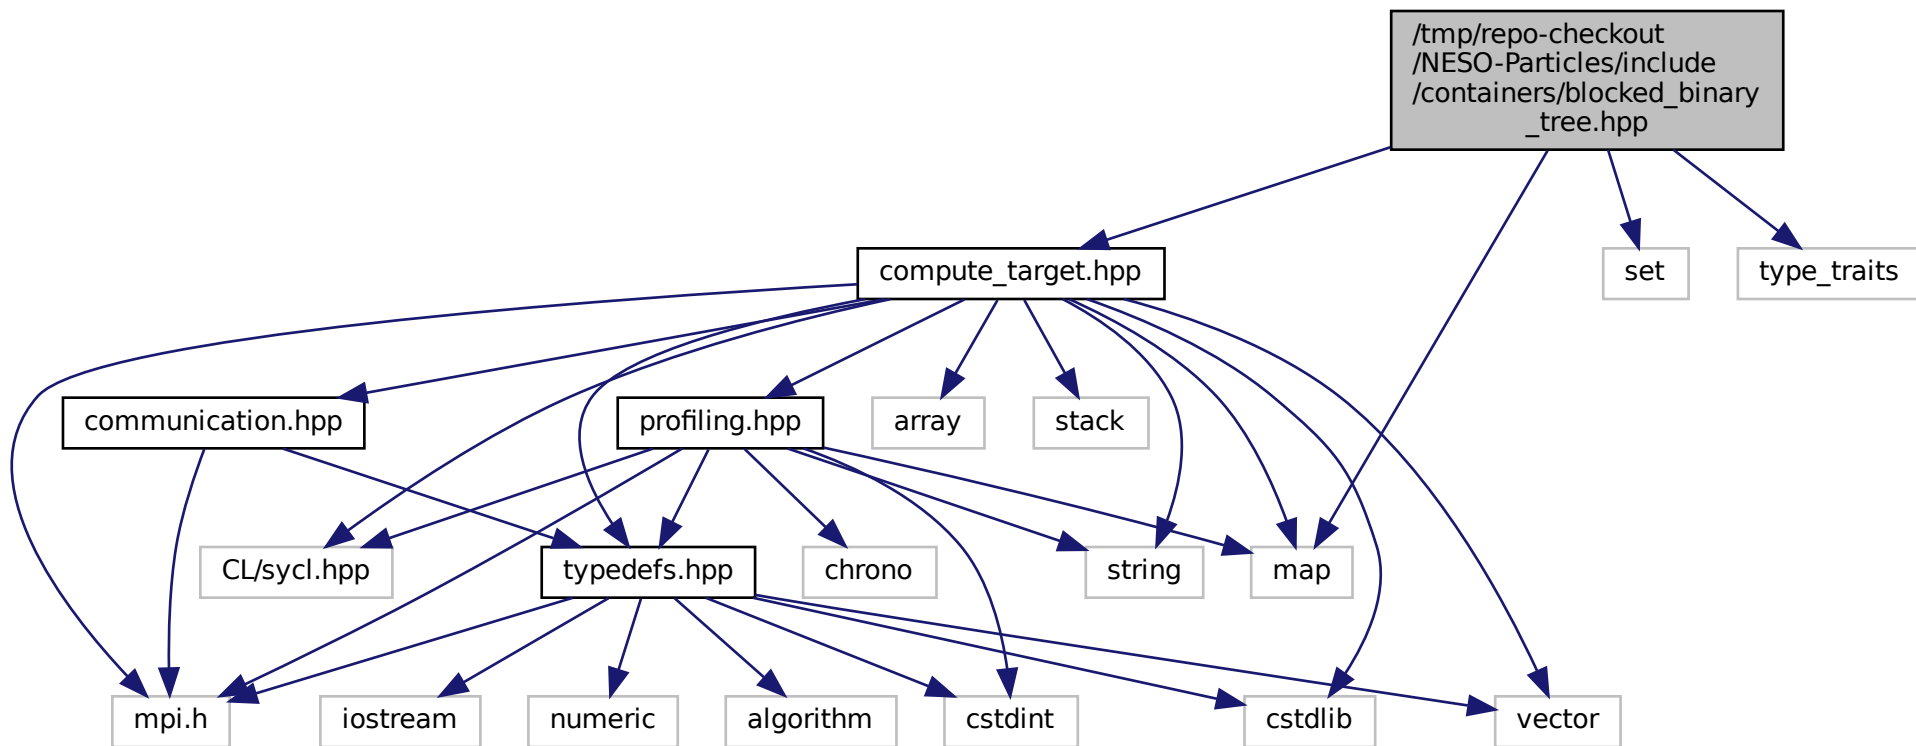 /tmp/repo-checkout
/NESO-Particles/include
/containers/blocked_binary
_tree.hpp
compute_target.hpp
set
type_traits
communication.hpp
profiling.hpp
array
stack
CL/sycl.hpp
typedefs.hpp
chrono
string
map
mpi.h
iostream
numeric
algorithm
cstdint
cstdlib
vector